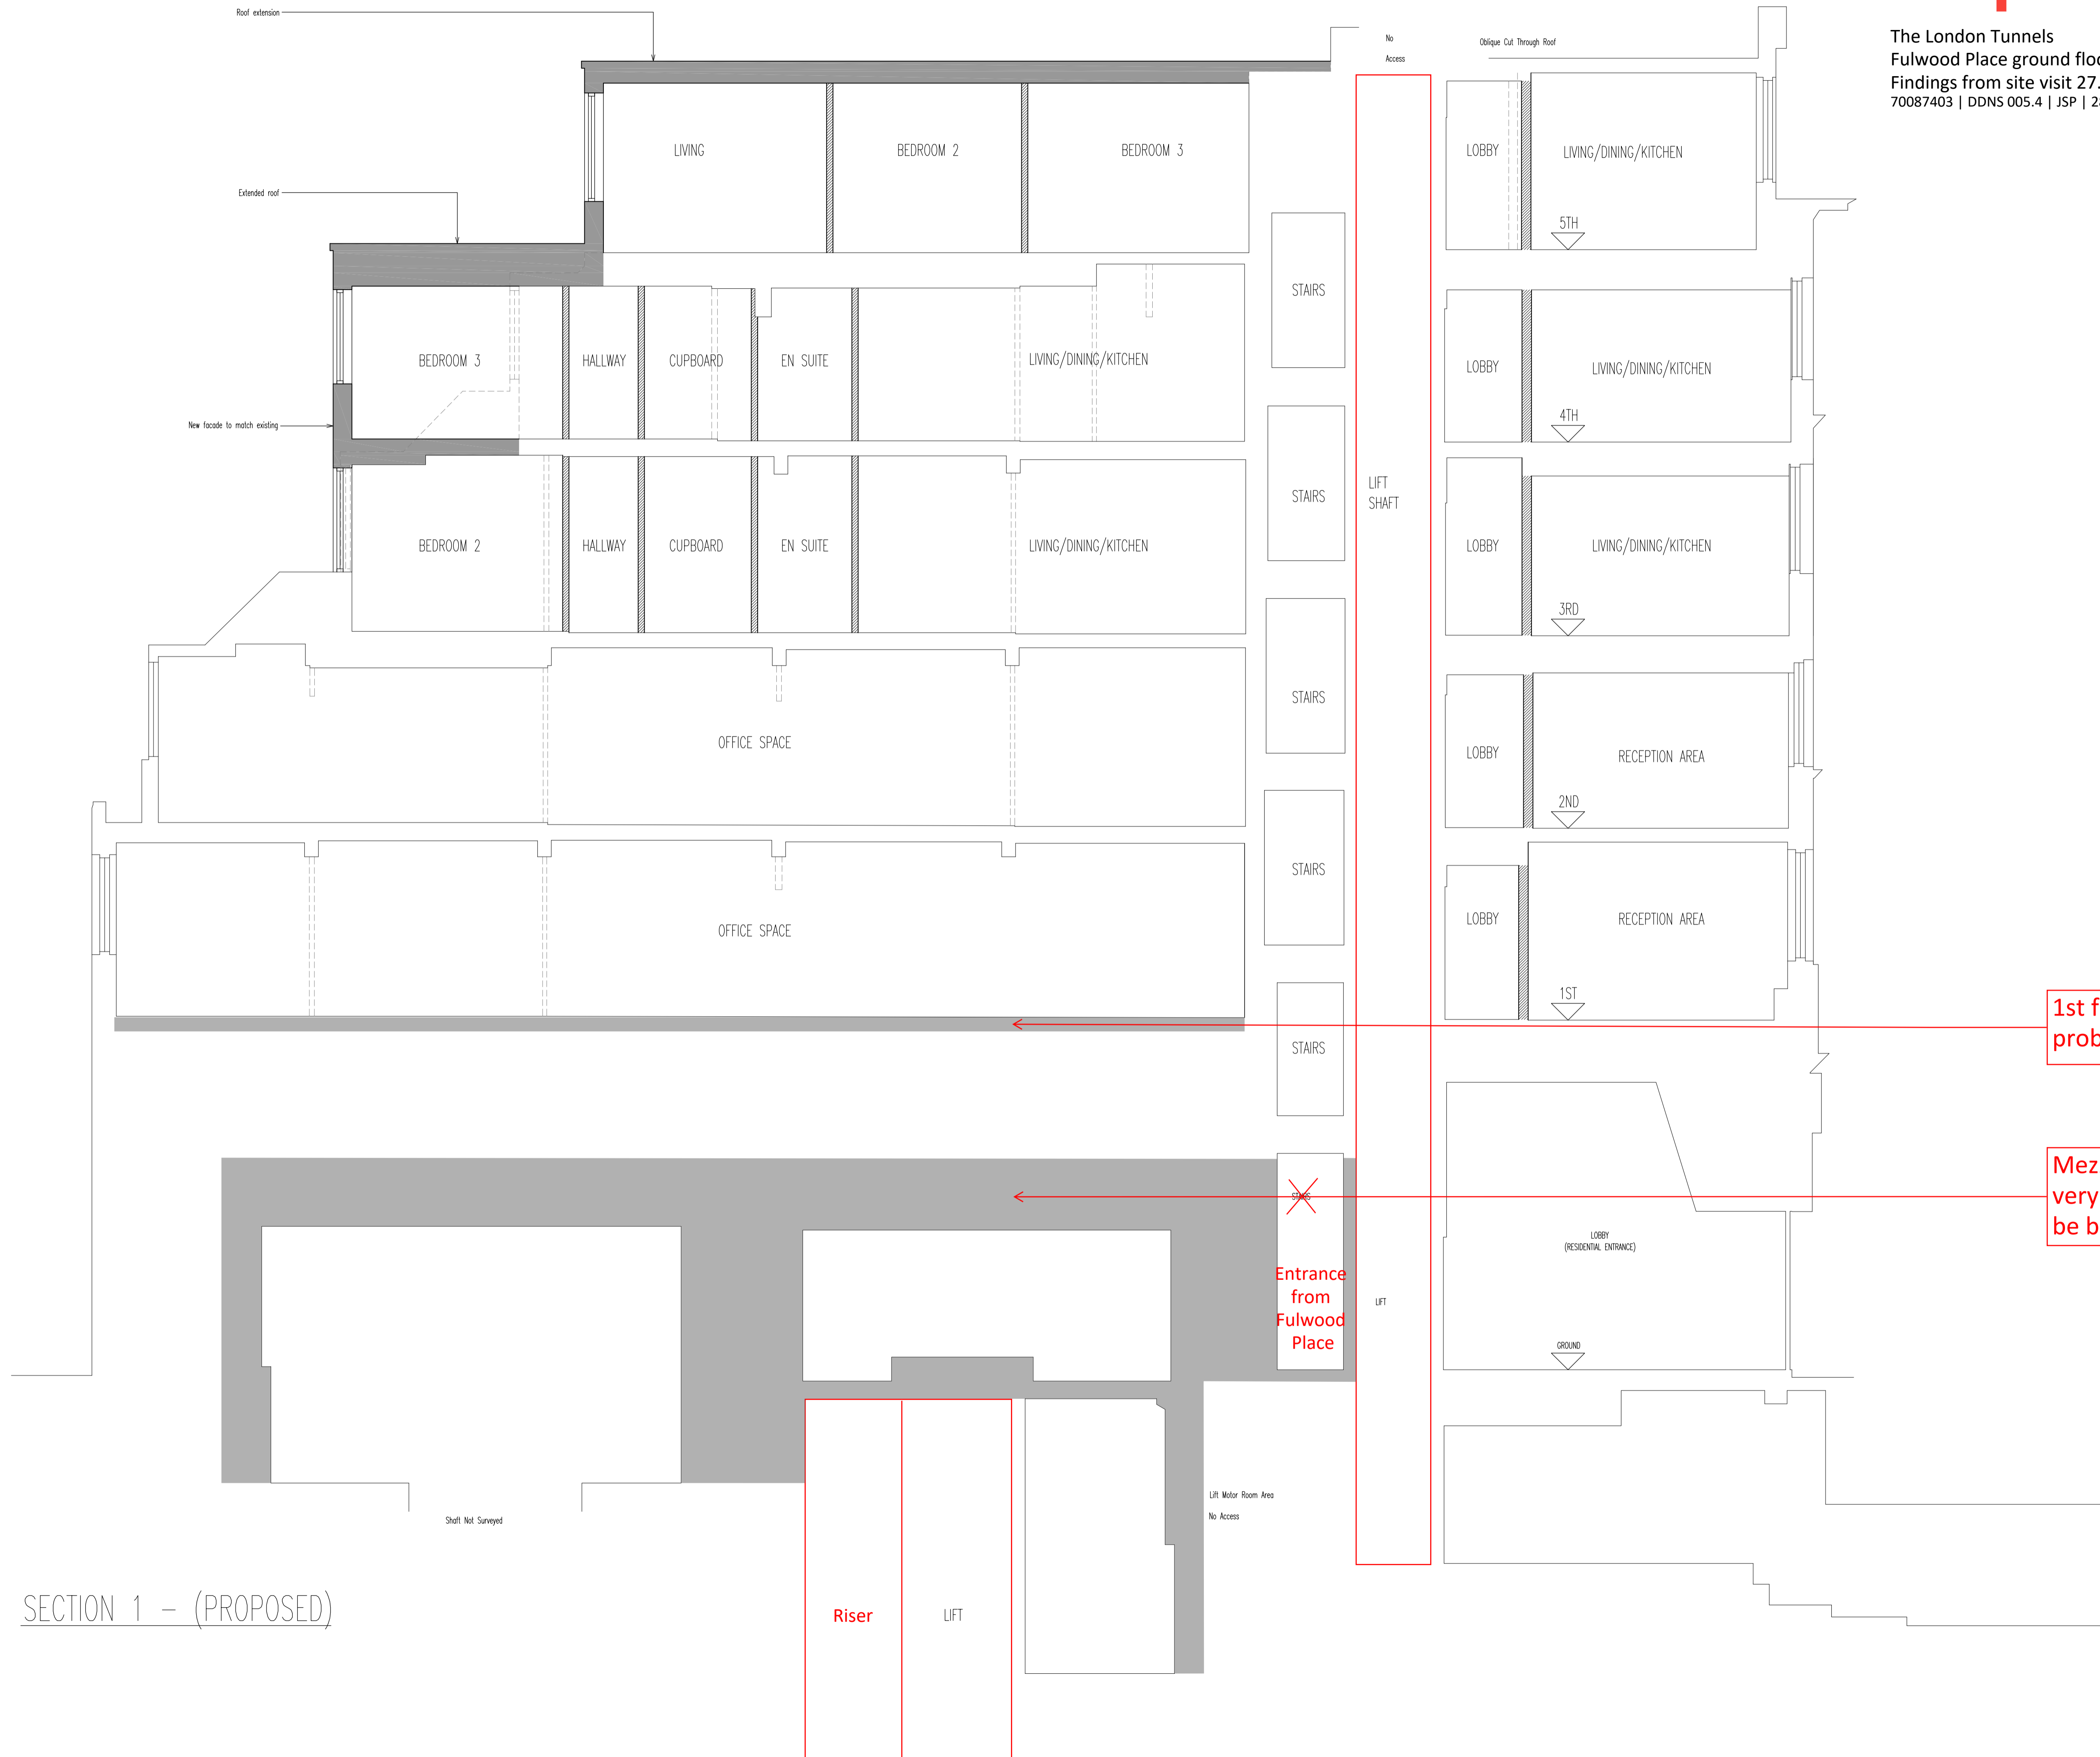 The London Tunnels
Fulwood Place ground
Findings from site visit 27.
70087403 | DDNS 005.4 | JSP |
Roof extension
No
Access
Oblique Cut Through Roof
LIVING
BEDROOM 2
BEDROOM 3
LOBBY
LIVING/DINING/KITCHEN
Extended roof
5TH
STAIRS
BEDROOM 3
HALLWAY
CUPBOARD
EN SUITE
LIVING/DINING/KITCHEN
LOBBY
LIVING/DINING/KITCHEN
4TH
New facade to match existing
LIFT
SHAFT
STAIRS
BEDROOM 2
HALLWAY
CUPBOARD
EN SUITE
LIVING/DINING/KITCHEN
LOBBY
LIVING/DINING/KITCHEN
3RD
STAIRS
OFFICE SPACE
LOBBY
RECEPTION AREA
2ND
STAIRS
OFFICE SPACE
LOBBY
RECEPTION AREA
1ST
1st f
prob
STAIRS
Mez
very
be b
STAIRS
Entrance
from
Fulwood
Place
LIFT
LOBBY
(RESIDENTIAL ENTRANCE)
GROUND
Shaft Not Surveyed
Lift Motor Room Area
No Access
Riser
LIFT
SECTION 1 - (PROPOSED)